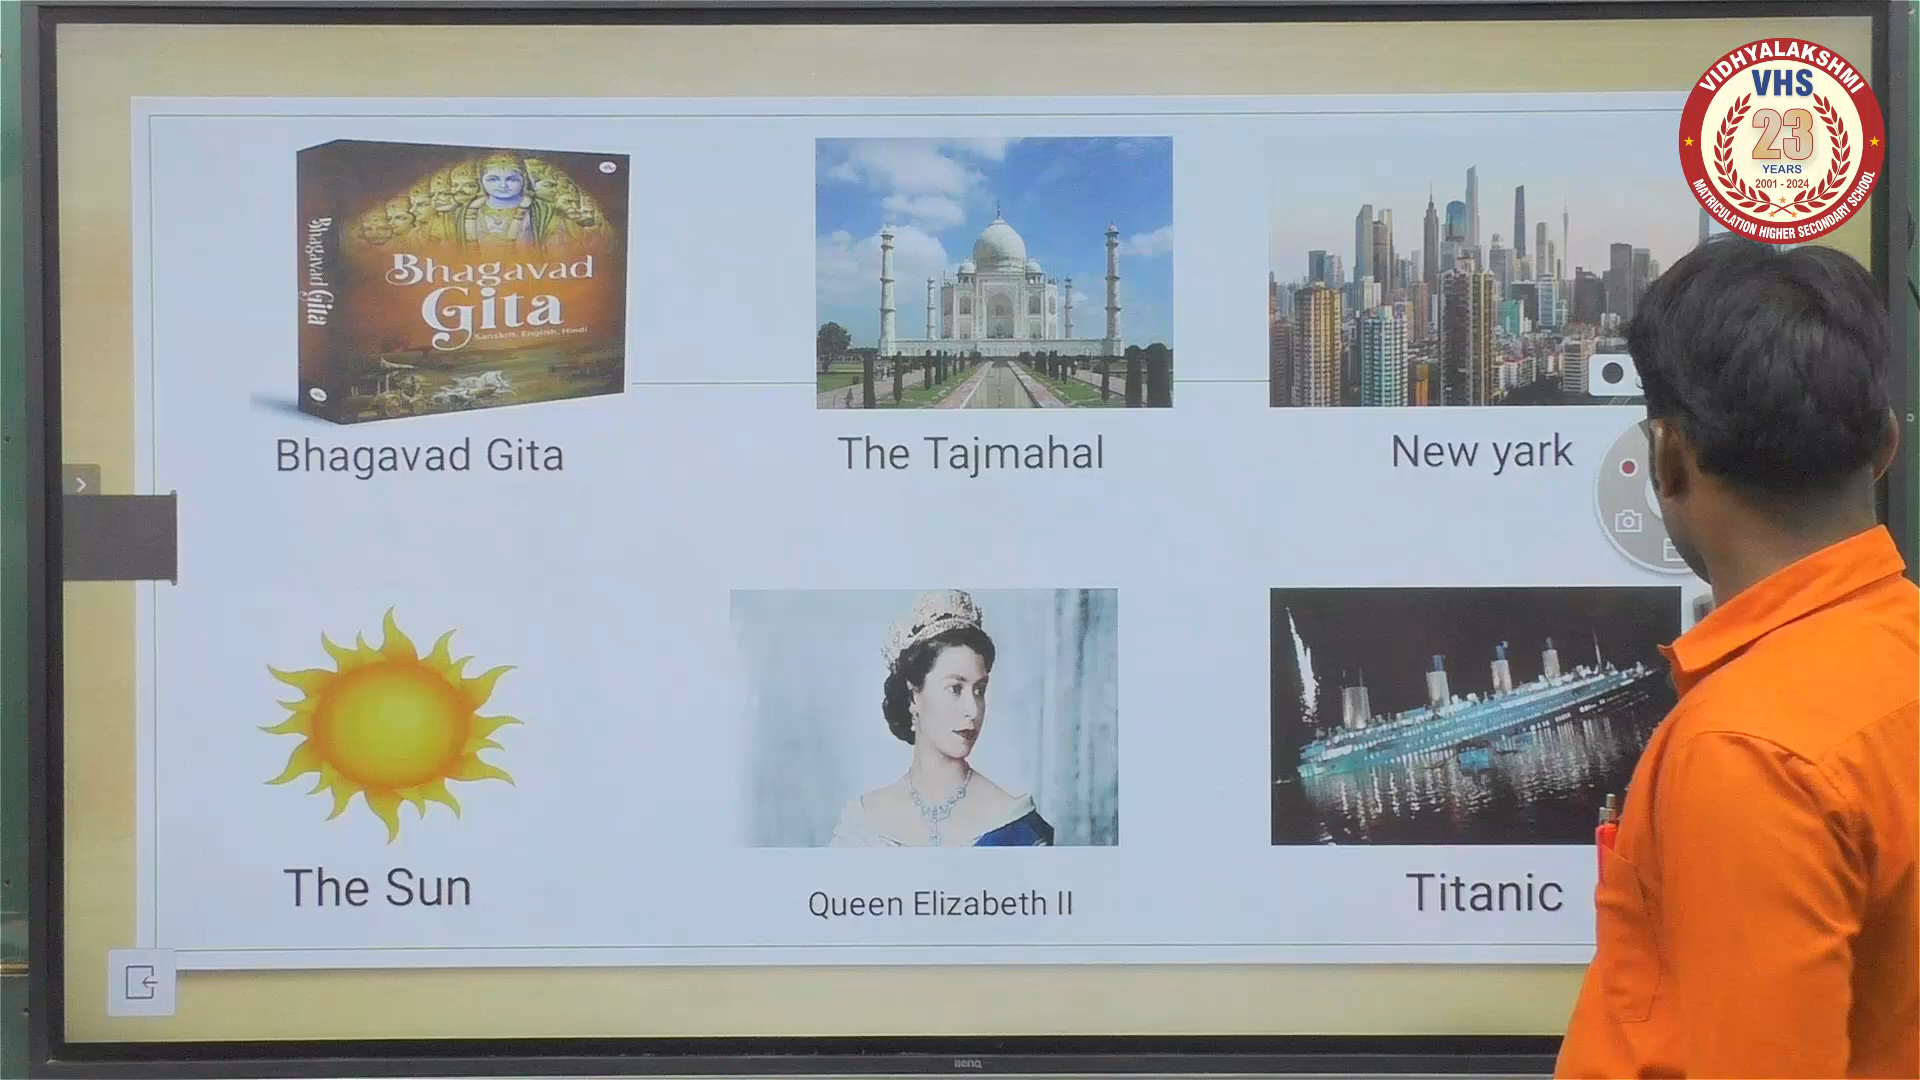 VIDHYALAKSHMI
VHS
23
YEARS
2001 - 2024
MATRICULATION HIGHER SECONDARY SCHOOL
Bhagavad Gita
Bhagavad
Gita
Sanskrit, English, Hindi
Bhagavad Gita
The Tajmahal
New yark
The Sun
Queen Elizabeth II
Titanic
BenQ